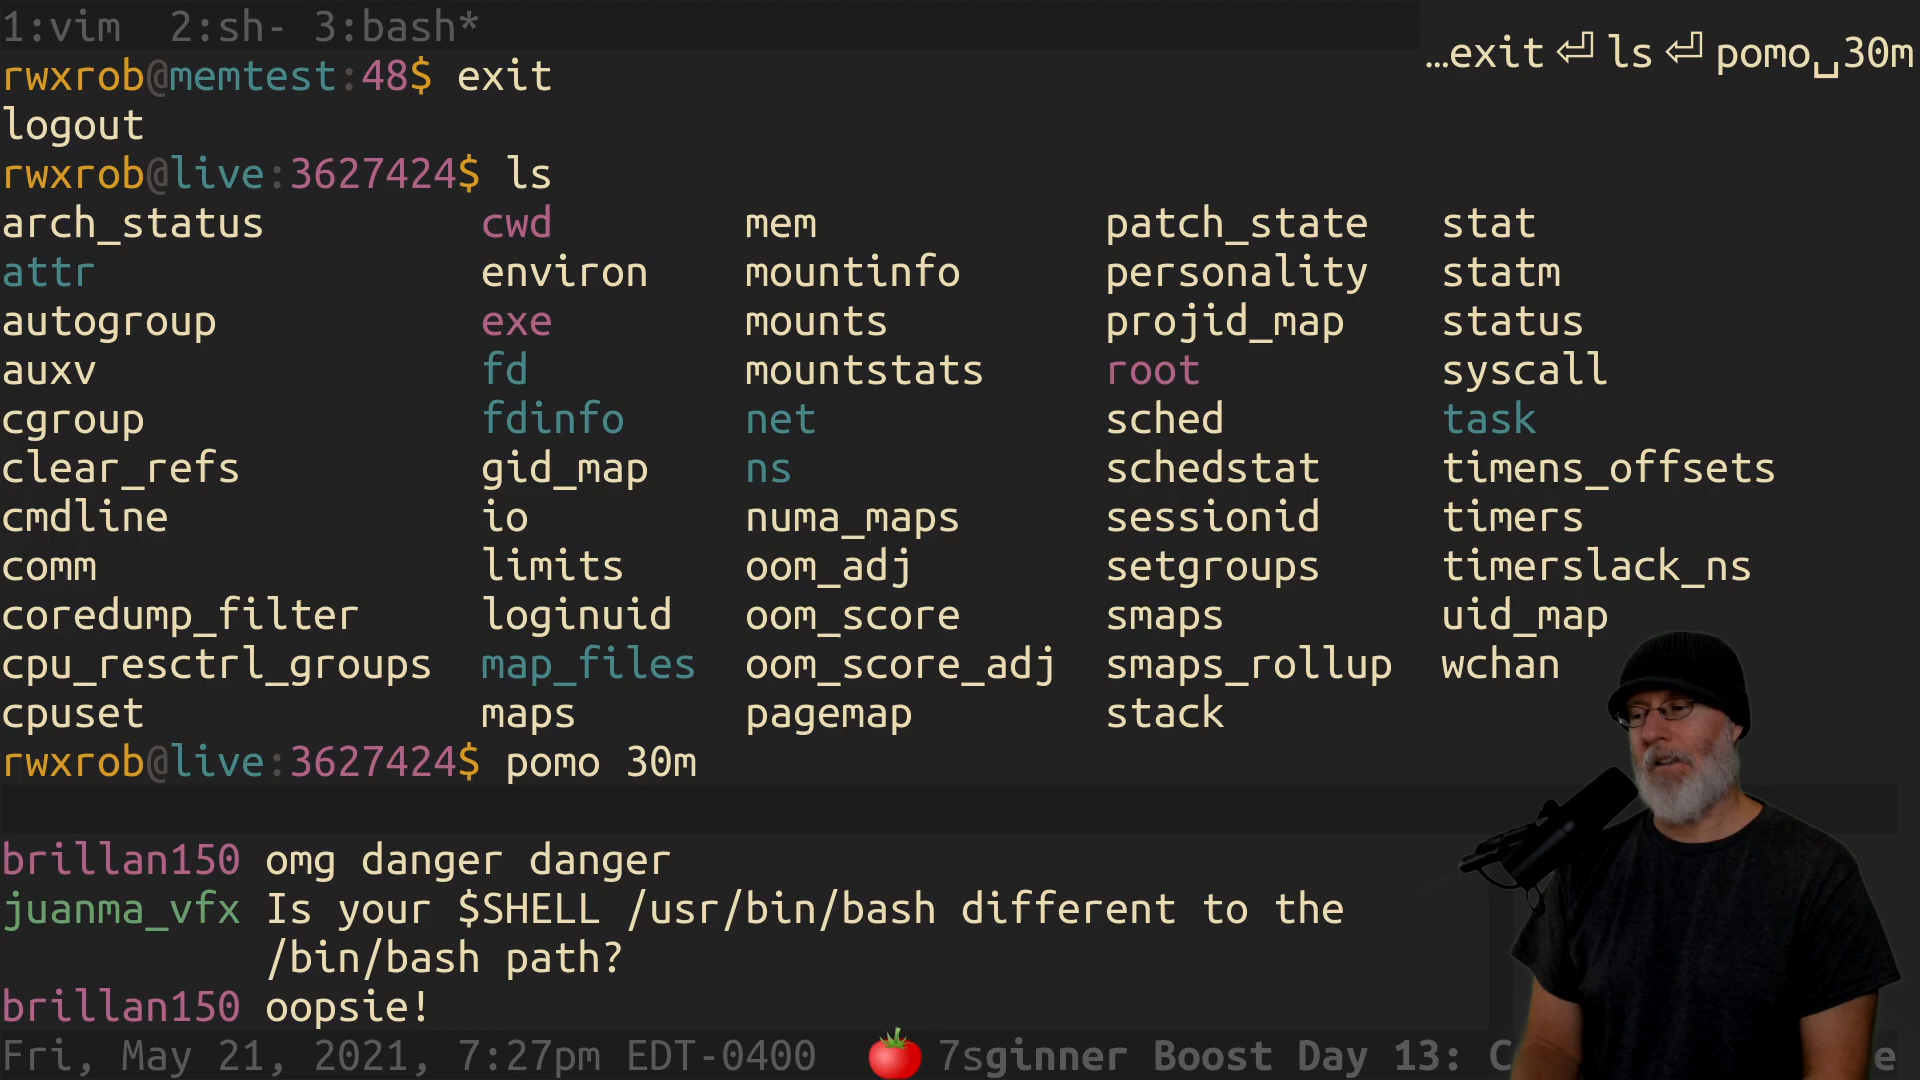 1:vim  2:sh- 3:bash*
…exit⏎ls⏎pomo␣30m
rwxrob@memtest:48$ exit
logout
rwxrob@live:3627424$ ls
arch_status        cwd        mem            patch_state   stat
attr               environ    mountinfo      personality   statm
autogroup          exe        mounts         projid_map    status
auxv               fd         mountstats     root          syscall
cgroup             fdinfo     net            sched         task
clear_refs         gid_map    ns             schedstat     timens_offsets
cmdline            io         numa_maps      sessionid     timers
comm               limits     oom_adj        setgroups     timerslack_ns
coredump_filter    loginuid   oom_score      smaps         uid_map
cpu_resctrl_groups map_files  oom_score_adj  smaps_rollup  wchan
cpuset             maps       pagemap        stack
rwxrob@live:3627424$ pomo 30m
brillan150 omg danger danger
juanma_vfx Is your $SHELL /usr/bin/bash different to the
/bin/bash path?
brillan150 oopsie!
Fri, May 21, 2021, 7:27pm EDT-0400 🍅 7sginner Boost Day 13: C